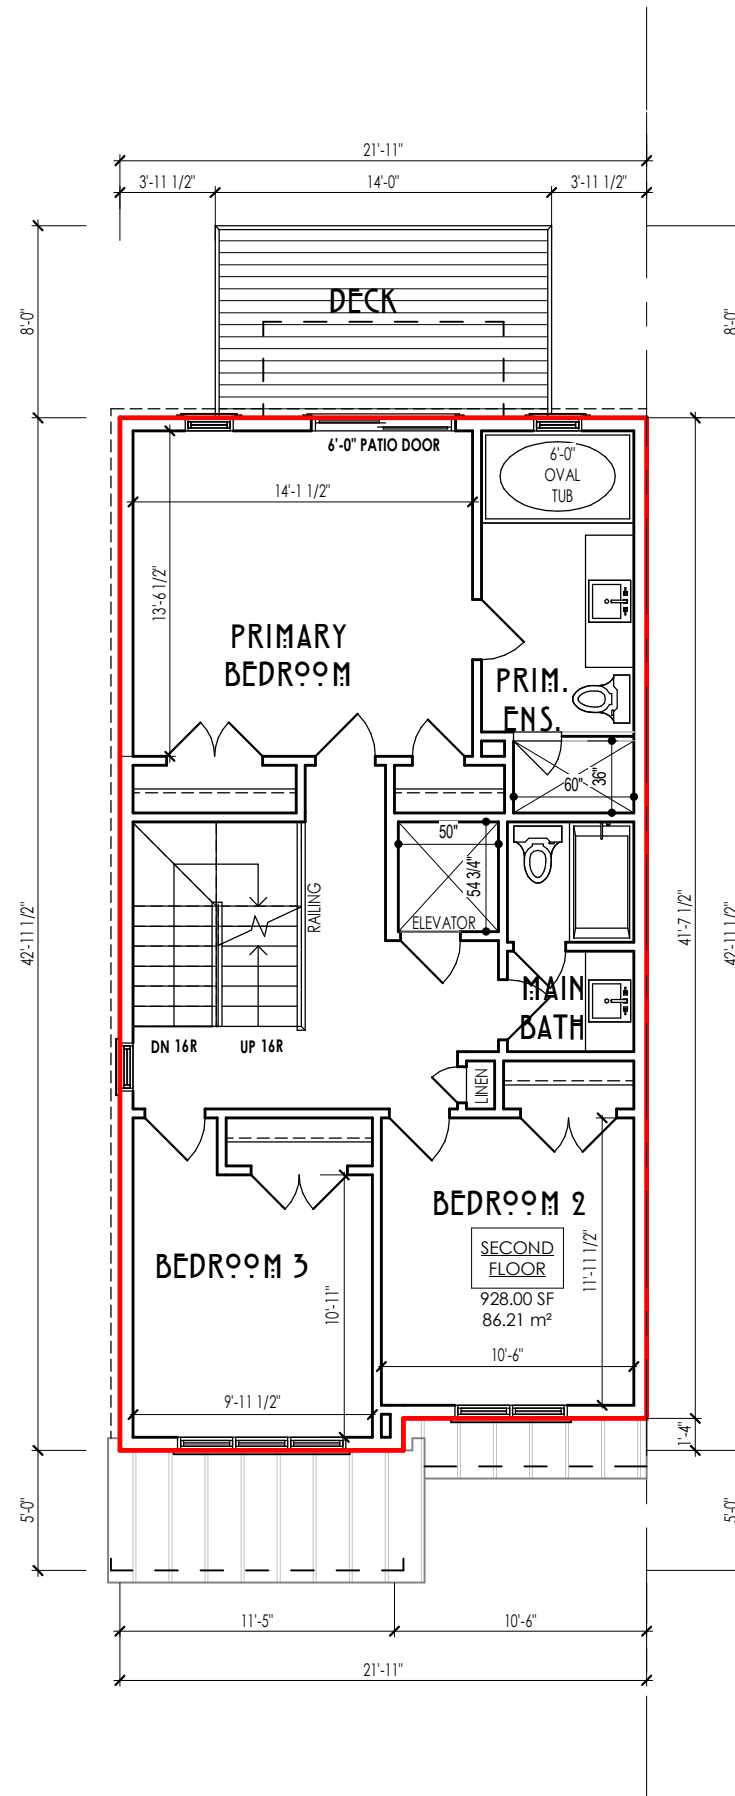 21'-11"
3'-11 1/2"
14'-0"
3'-11 1/2"
8'-0"
8'-0"
DECK
6'-0" PATIO DOOR
6'-0"
OVAL
TUB
14'-1 1/2"
13'-6 1/2"
PRIMARY
BEDROOM
PRIM.
ENS.
60"
36"
50"
54 3/4"
ELEVATOR
RAILING
42'-11 1/2"
41'-7 1/2"
42'-11 1/2"
MAIN
BATH
DN 16R
UP 16R
LINEN
BEDROOM 2
SECOND
FLOOR
928.00 SF
86.21 m²
11'-11 1/2"
BEDROOM 3
10'-11"
10'-6"
9'-11 1/2"
1'-4"
5'-0"
5'-0"
11'-5"
10'-6"
21'-11"